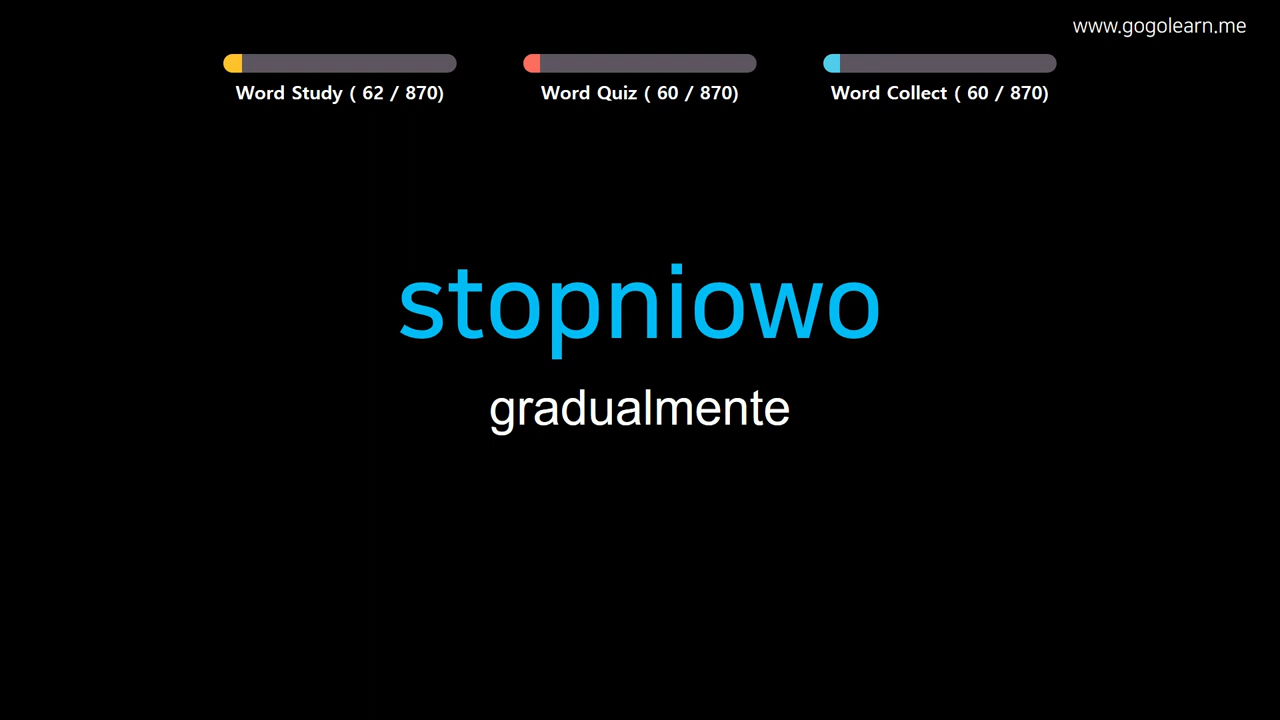 www.gogolearn.me
Word Study ( 62 / 870)
Word Quiz ( 60 / 870)
Word Collect ( 60 / 870)
stopniowo
gradualmente